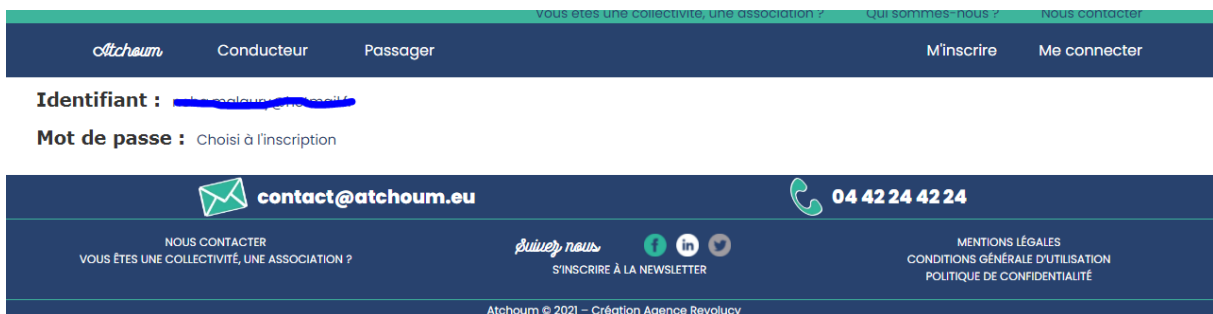 Vous êtes une collectivité, une association ? Qui sommes-nous ? Nous contacter
Atchoum Conducteur Passager M'inscrire Me connecter
Identifiant :
Mot de passe : Choisi à l'inscription
contact@atchoum.eu 04 42 24 42 24
NOUS CONTACTER
VOUS ÊTES UNE COLLECTIVITÉ, UNE ASSOCIATION ?
Suivez nous
S'INSCRIRE À LA NEWSLETTER
MENTIONS LÉGALES
CONDITIONS GÉNÉRALE D'UTILISATION
POLITIQUE DE CONFIDENTIALITÉ
Atchoum © 2021 – Création Agence Revolucy